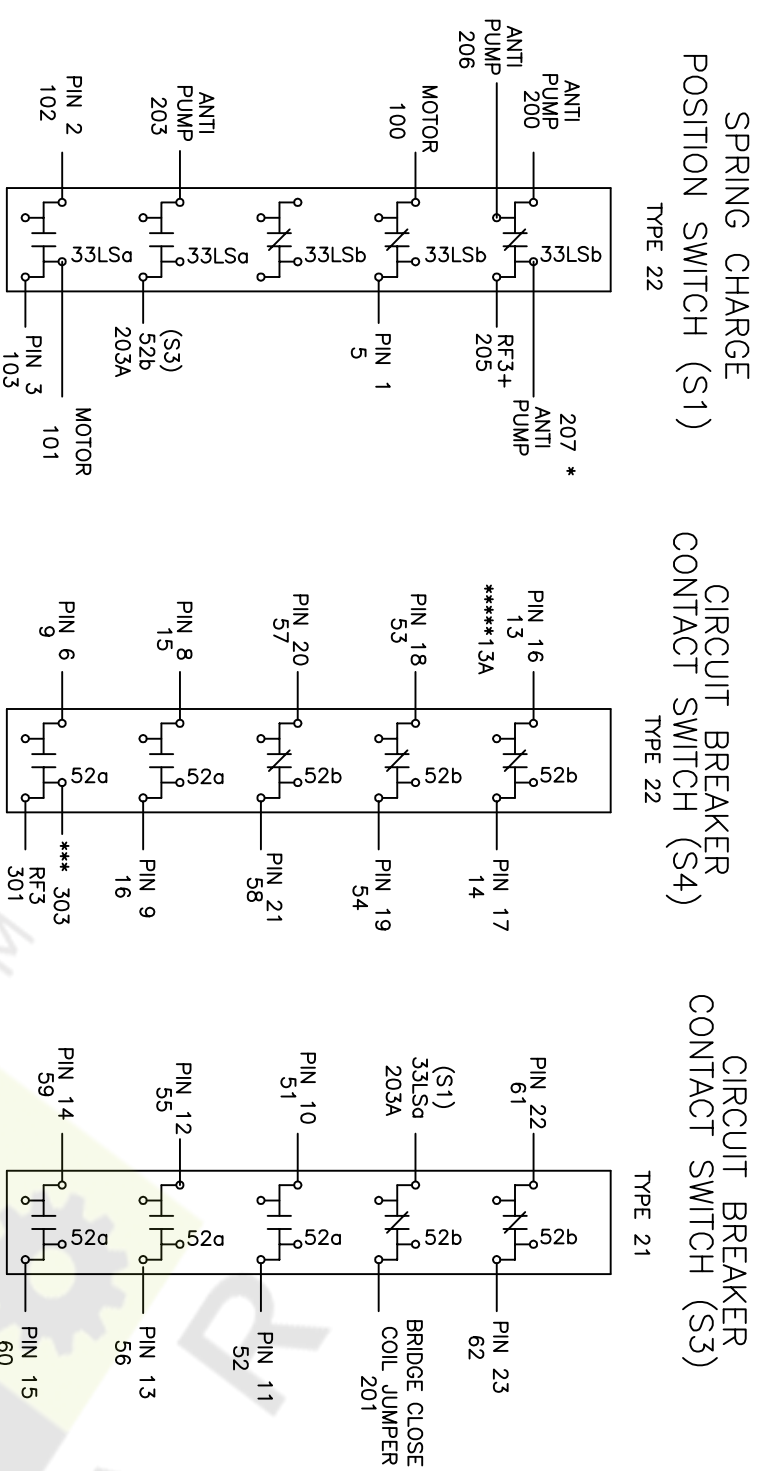 SPRING CHARGE
POSITION SWITCH (S1)
TYPE 22
ANTI
PUMP
200
ANTI
PUMP
206
33LSb
207 *
ANTI
PUMP
RF3+
205
MOTOR
100
33LSb
PIN 1
5
33LSb
ANTI
PUMP
203
33LSa
(S3)
52b
203A
PIN 2
102
33LSa
MOTOR
101
PIN 3
103
CIRCUIT BREAKER
CONTACT SWITCH (S4)
TYPE 22
PIN 16
13
*****13A
52b
PIN 17
14
PIN 18
53
52b
PIN 19
54
PIN 20
57
52b
PIN 21
58
PIN 8
15
52a
PIN 9
16
PIN 6
9
52a
*** 303
RF3
301
CIRCUIT BREAKER
CONTACT SWITCH (S3)
TYPE 21
PIN 22
61
52b
PIN 23
62
(S1)
33LSa
203A
52b
BRIDGE CLOSE
COIL JUMPER
201
PIN 10
51
52a
PIN 11
52
PIN 12
55
52a
PIN 13
56
PIN 14
59
52a
PIN 15
60
M
R